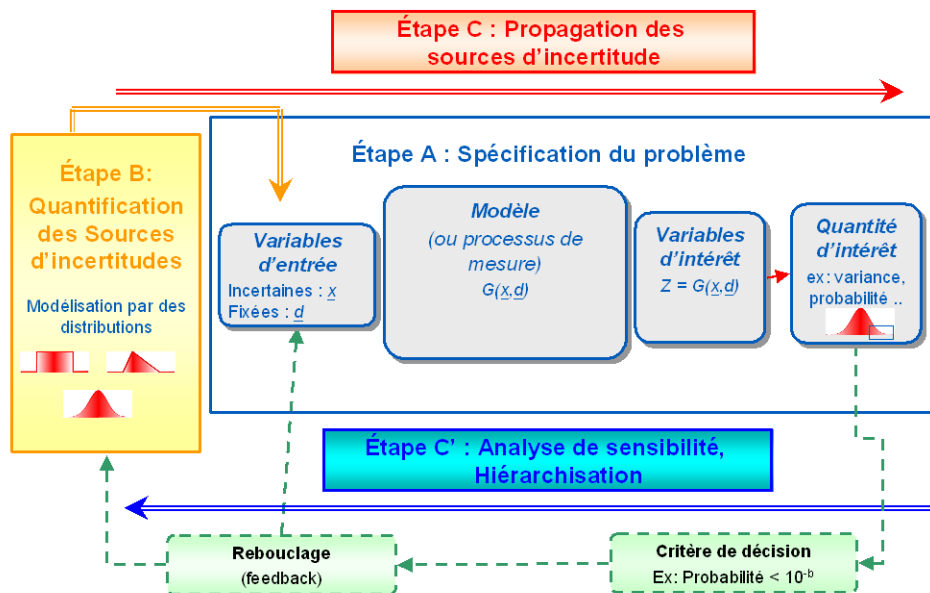 Étape C : Propagation des
sources d'incertitude
Étape A : Spécification du problème
Étape B:
Quantification
des Sources
d'incertitudes
Modélisation par des
distributions
Variables
d'entrée
Incertaines : x
Fixées : d
Modèle
(ou processus de
mesure)
G(x,d)
Variables
d'intérêt
Z = G(x,d)
Quantité
d'intérêt
ex: variance,
probabilité ..
Étape C' : Analyse de sensibilité,
Hiérarchisation
Rebouclage
(feedback)
Critère de décision
Ex: Probabilité < 10⁻ᵇ